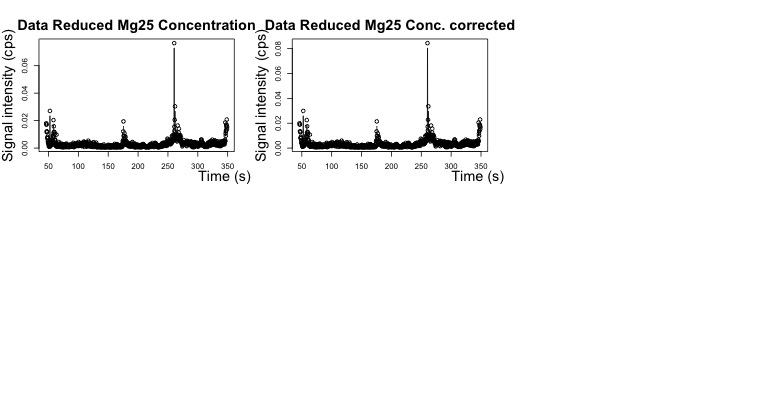 Data Reduced Mg25 Concentration
Signal intensity (cps)
0.00
0.02
0.04
0.06
50 100 150 200 250 300 350
Time (s)
Data Reduced Mg25 Conc. corrected
Signal intensity (cps)
0.00
0.02
0.04
0.06
0.08
50 100 150 200 250 300 350
Time (s)